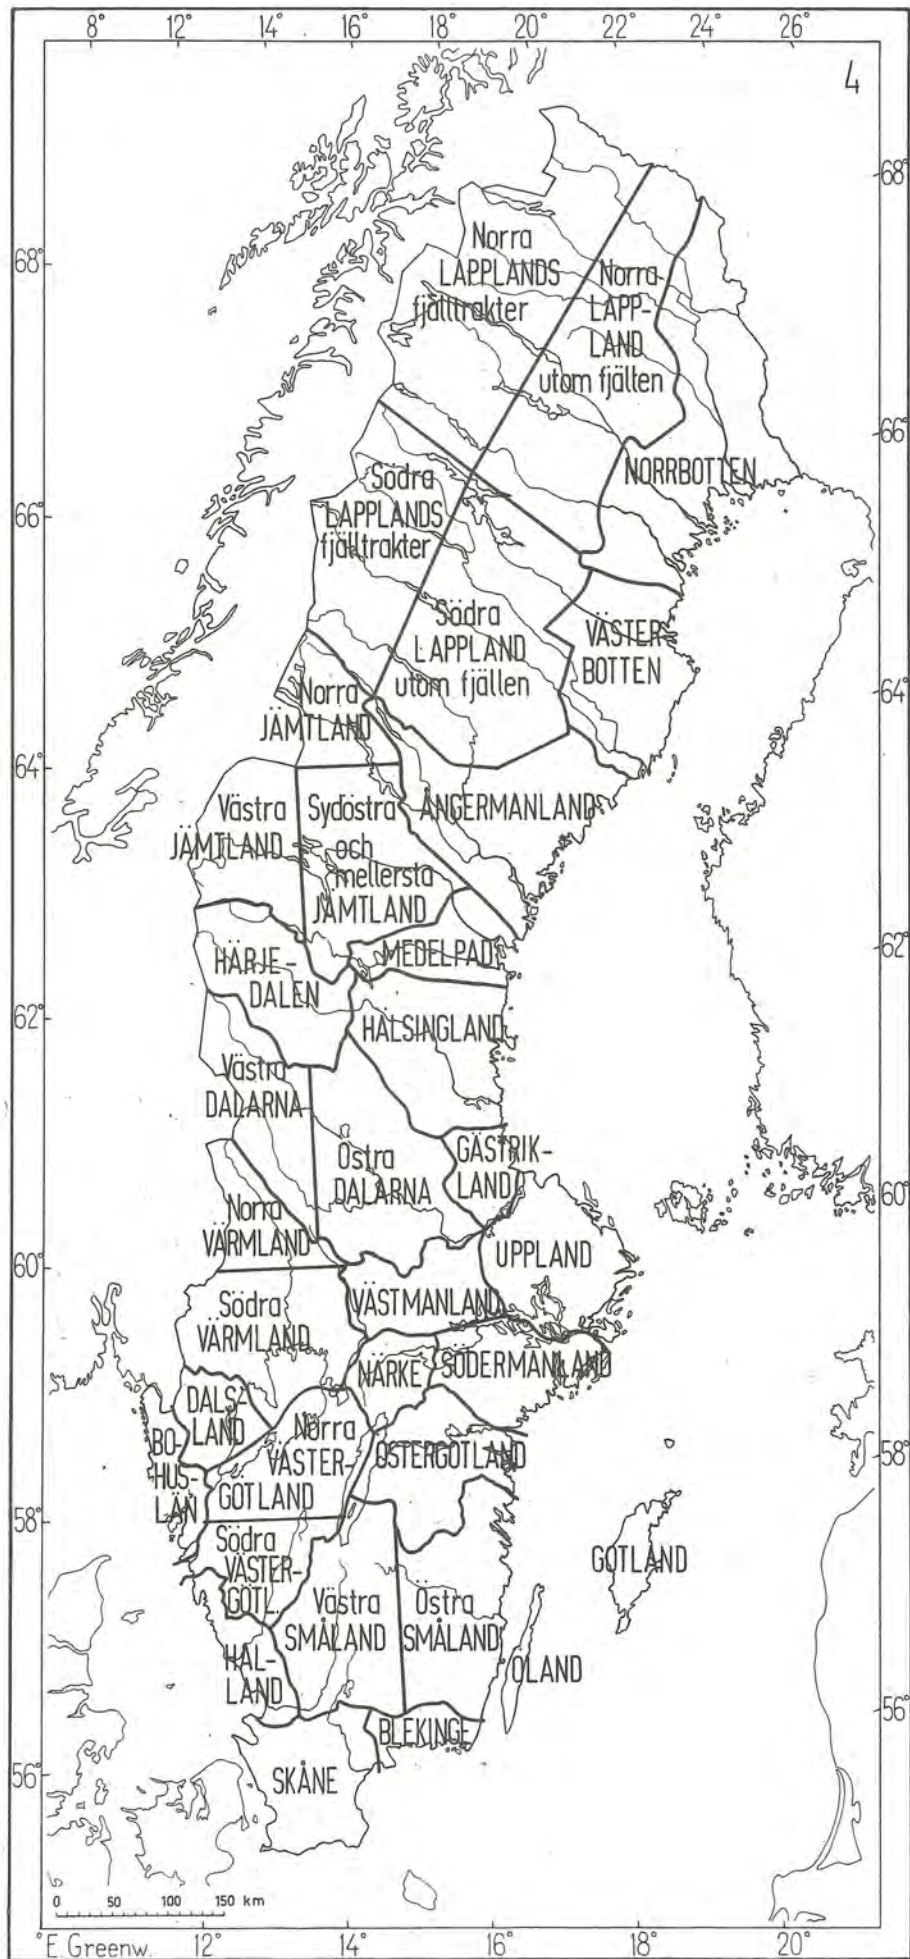 8° 10° 12° 14° 16° 18° 20° 22° 24° 26°
4
68°
68°
Norra
LAPPLANDS
fjälltrakter
Norra
LAPP-
LAND
utom fjälten
66°
NORRBOTTEN
66°
Södra
LAPPLANDS
fjälltrakter
Södra
LAPPLAND
utom fjällen
VÄSTER
BOTTEN
64°
Norra
JÄMTLAND
64°
Västra
JÄMTLAND
Sydöstra
och
mellersta
JÄMTLAND
ÅNGERMANLAND
62°
MEDELPAD
HÄRJE-
DALEN
62°
HÄLSINGLAND
Västra
DALARNA
Östra
DALARNA
GÄSTRIK-
LAND
60°
Norra
VÄRMLAND
60°
UPPLAND
VÄSTMANLAND
Södra
VÄRMLAND
NÄRKE
SÖDERMANLAND
DALS-
LAND
BO-
HUS-
LÄN
Norra
VÄSTER-
GÖTLAND
ÖSTERGÖTLAND
58°
58°
Södra
VÄSTER-
GÖTL.
GOTLAND
Västra
SMÅLAND
Östra
SMÅLAND
HAL-
LAND
ÖLAND
56°
BLEKINGE
56°
SKÅNE
0 50 100 150 km
°E.Greenw. 12° 14° 16° 18° 20°